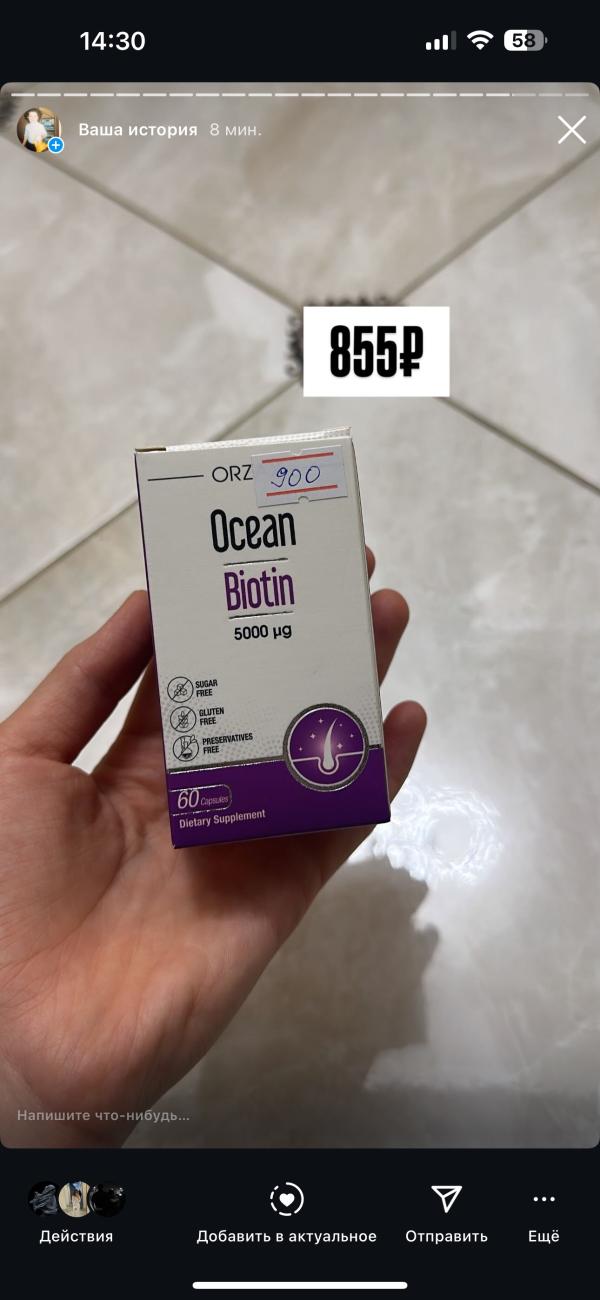 14:30
58
Ваша история 8 мин.
855₽
ORZ
900
Ocean
Biotin
5000 µg
SUGAR
FREE
GLUTEN
FREE
PRESERVATIVES
FREE
60 Capsules
Dietary Supplement
Напишите что-нибудь...
Действия
Добавить в актуальное
Отправить
Ещё